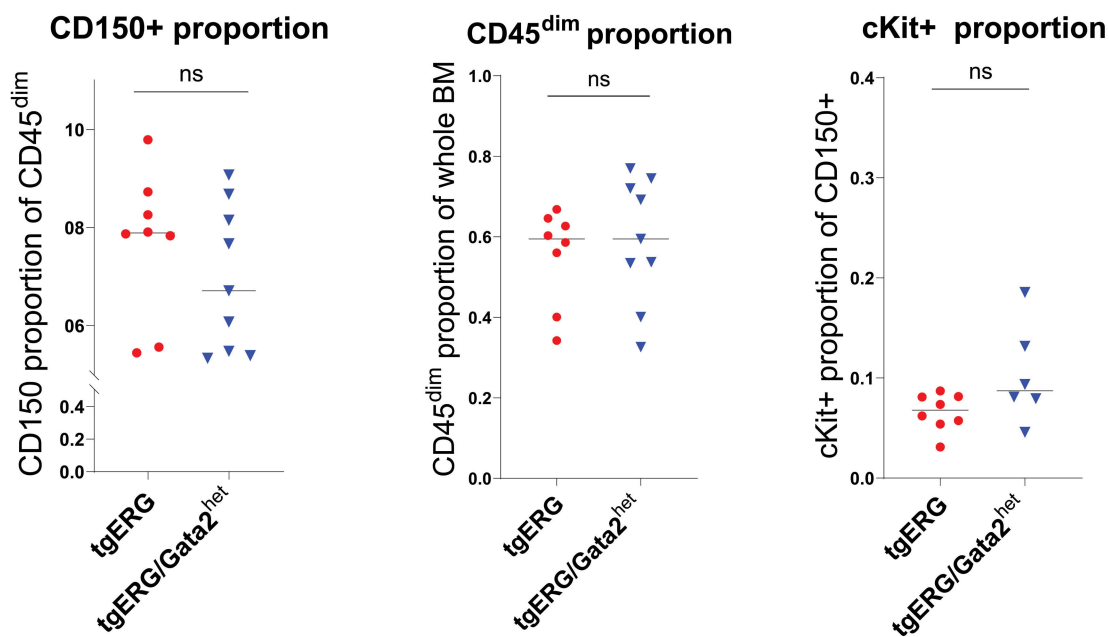 CD150+ proportion
ns
CD150 proportion of CD45dim
10
08
06
0.4
0.2
0.0
tgERG
tgERG/Gata2het
CD45dim proportion
ns
CD45dim proportion of whole BM
1.0
0.8
0.6
0.4
0.2
0.0
tgERG
tgERG/Gata2het
cKit+ proportion
ns
cKit+ proportion of CD150+
0.4
0.3
0.2
0.1
0.0
tgERG
tgERG/Gata2het